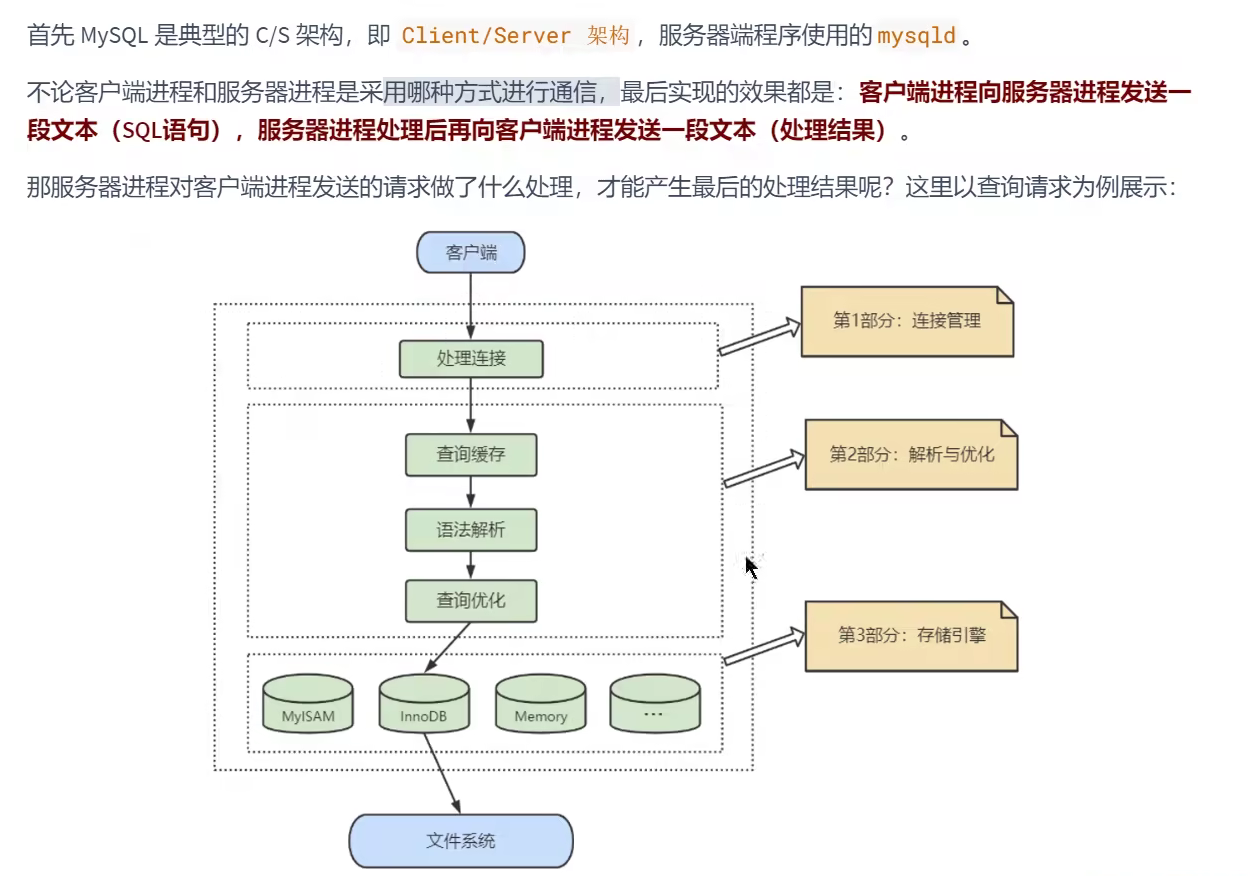 首先 MySQL 是典型的 C/S 架构，即 Client/Server 架构，服务器端程序使用的 mysqld。
不论客户端进程和服务器进程是采用哪种方式进行通信，最后实现的效果都是：客户端进程向服务器进程发送一
段文本（SQL语句），服务器进程处理后再向客户端进程发送一段文本（处理结果）。
那服务器进程对客户端进程发送的请求做了什么处理，才能产生最后的处理结果呢？这里以查询请求为例展示：
客户端
处理连接
第1部分：连接管理
查询缓存
语法解析
查询优化
第2部分：解析与优化
MyISAM
InnoDB
Memory
...
第3部分：存储引擎
文件系统